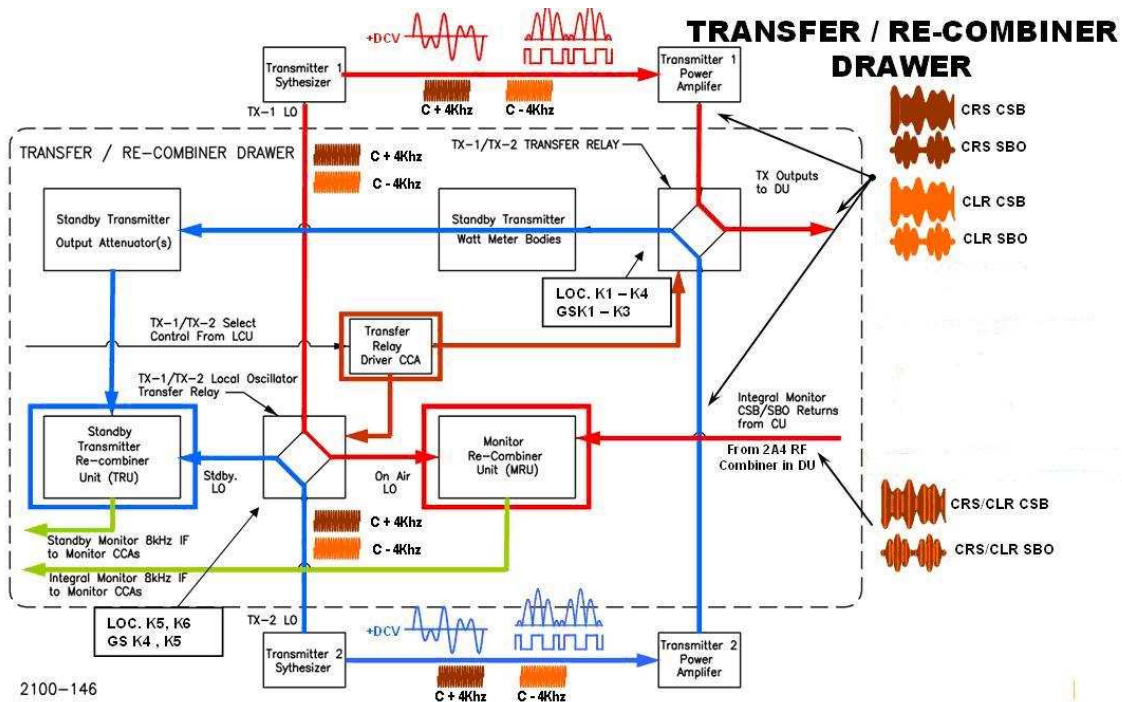 TRANSFER / RE-COMBINER
DRAWER
+DCV
Transmitter 1
Sythesizer
Transmitter 1
Power
Amplifer
C + 4Khz
C - 4Khz
TX-1 LO
CRS CSB
CRS SBO
CLR CSB
CLR SBO
TRANSFER / RE-COMBINER DRAWER
C + 4Khz
C - 4Khz
TX-1/TX-2 TRANSFER RELAY
TX Outputs
to DU
Standby Transmitter
Output Attenuator(s)
Standby Transmitter
Watt Meter Bodies
LOC. K1 – K4
GSK1 – K3
TX-1/TX-2 Select
Control From LCU
Transfer
Relay
Driver CCA
TX-1/TX-2 Local Oscillator
Transfer Relay
Integral Monitor
CSB/SBO Returns
from CU
From 2A4 RF
Combiner in DU
Standby
Transmitter
Re-combiner
Unit (TRU)
Stdby.
LO
On Air
LO
Monitor
Re-Combiner
Unit (MRU)
CRS/CLR CSB
CRS/CLR SBO
C + 4Khz
C - 4Khz
Standby Monitor 8kHz IF
to Monitor CCAs
Integral Monitor 8kHz IF
to Monitor CCAs
LOC. K5, K6
GS K4 , K5
TX-2 LO
+DCV
Transmitter 2
Sythesizer
Transmitter 2
Power
Amplifer
C + 4Khz
C - 4Khz
2100-146